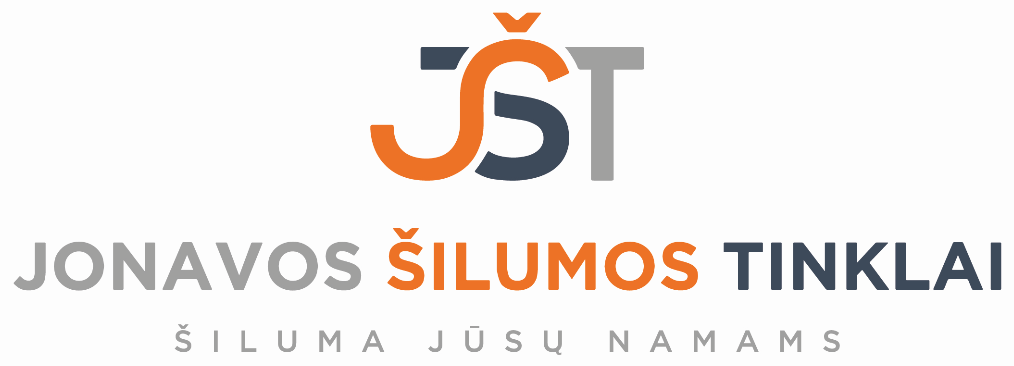 JŠT
JONAVOS ŠILUMOS TINKLAI
ŠILUMA JŪSŲ NAMAMS